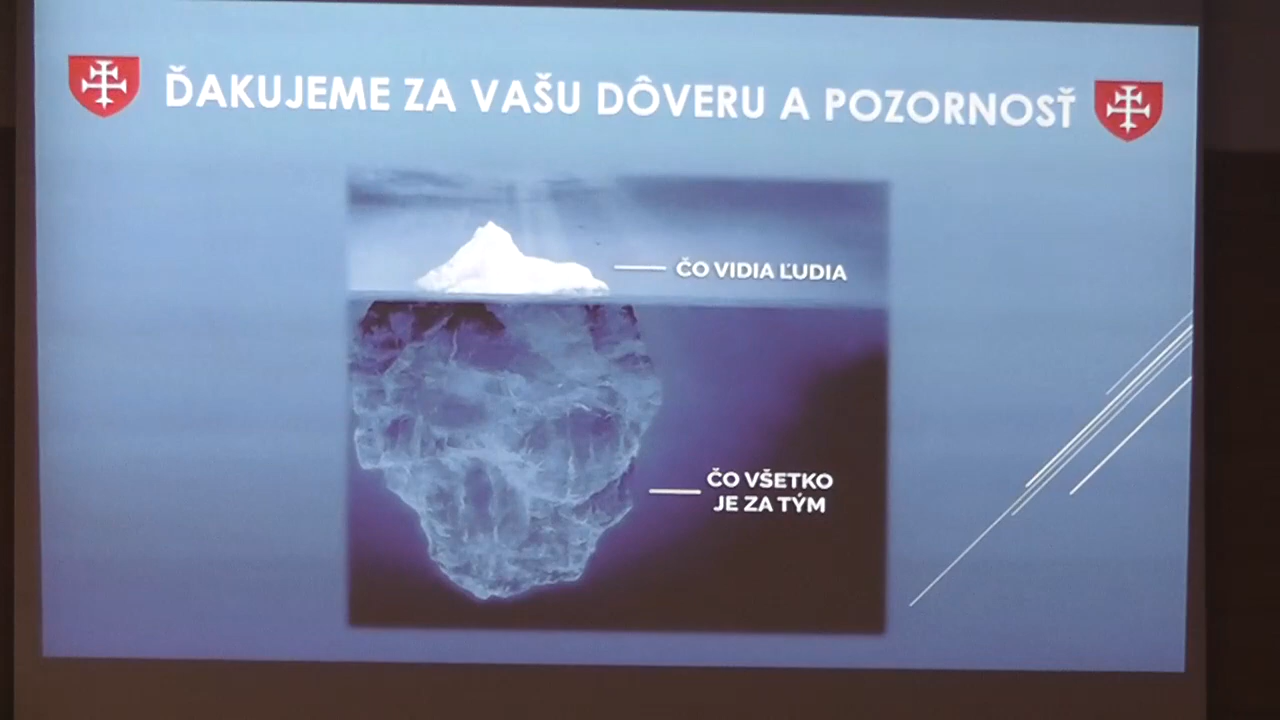 ĎAKUJEME ZA VAŠU DÔVERU A POZORNOSŤ
ČO VIDIA ĽUDIA
ČO VŠETKO
JE ZA TÝM